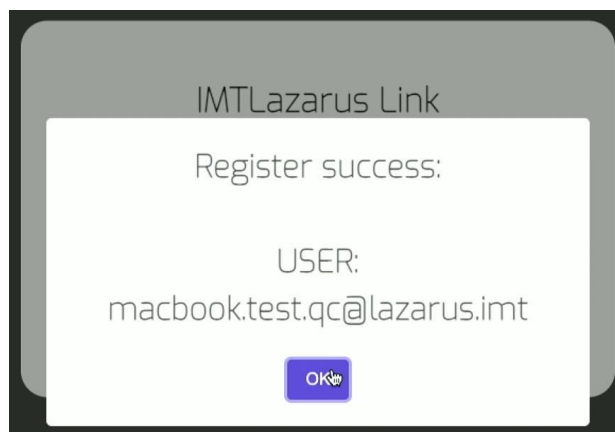 IMTLazarus Link
Register success:
USER:
macbook.test.qc@lazarus.imt
OK